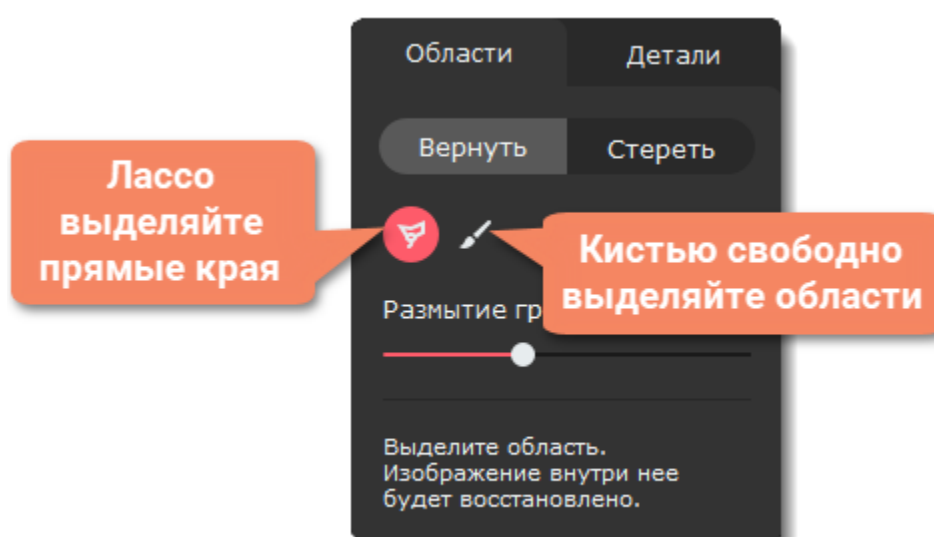 Области
Детали
Вернуть
Стереть
Лассо
выделяйте
прямые края
Кистью свободно
выделяйте области
Размытие
Выделите область.
Изображение внутри нее
будет восстановлено.